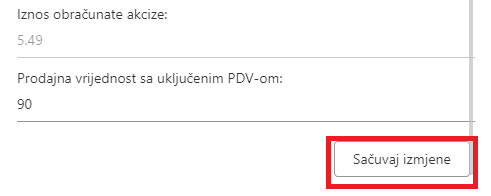 Iznos obračunate akcize:
5.49
Prodajna vrijednost sa uključenim PDV-om:
90
Sačuvaj izmjene